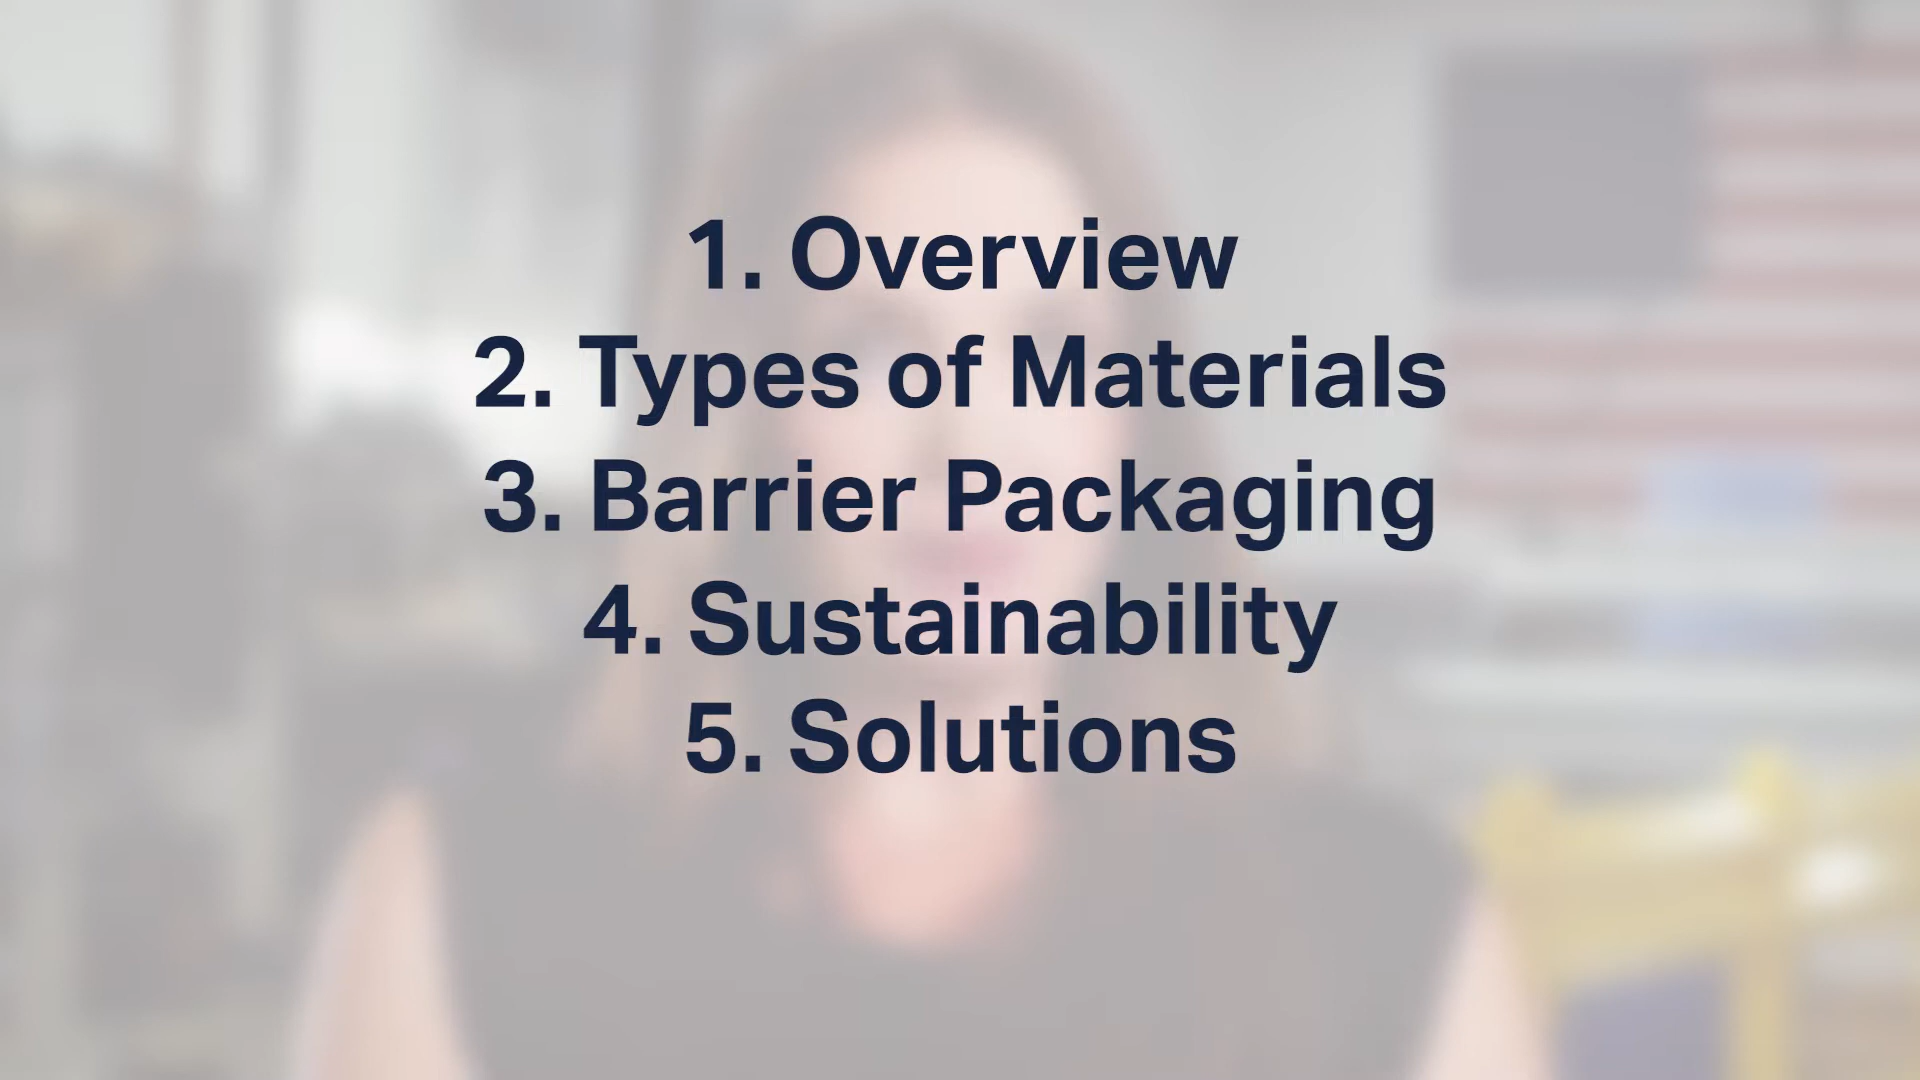 1. Overview
2. Types of Materials
3. Barrier Packaging
4. Sustainability
5. Solutions